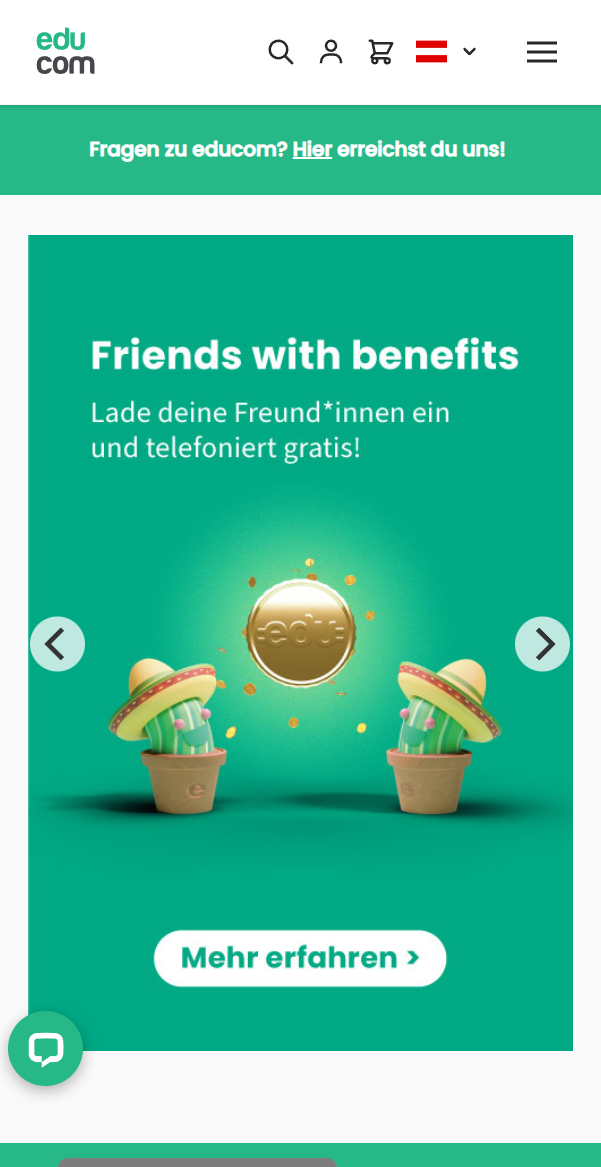 edu
com
Fragen zu educom? Hier erreichst du uns!
Friends with benefits
Lade deine Freund*innen ein
und telefoniert gratis!
edu
e
e
Mehr erfahren >